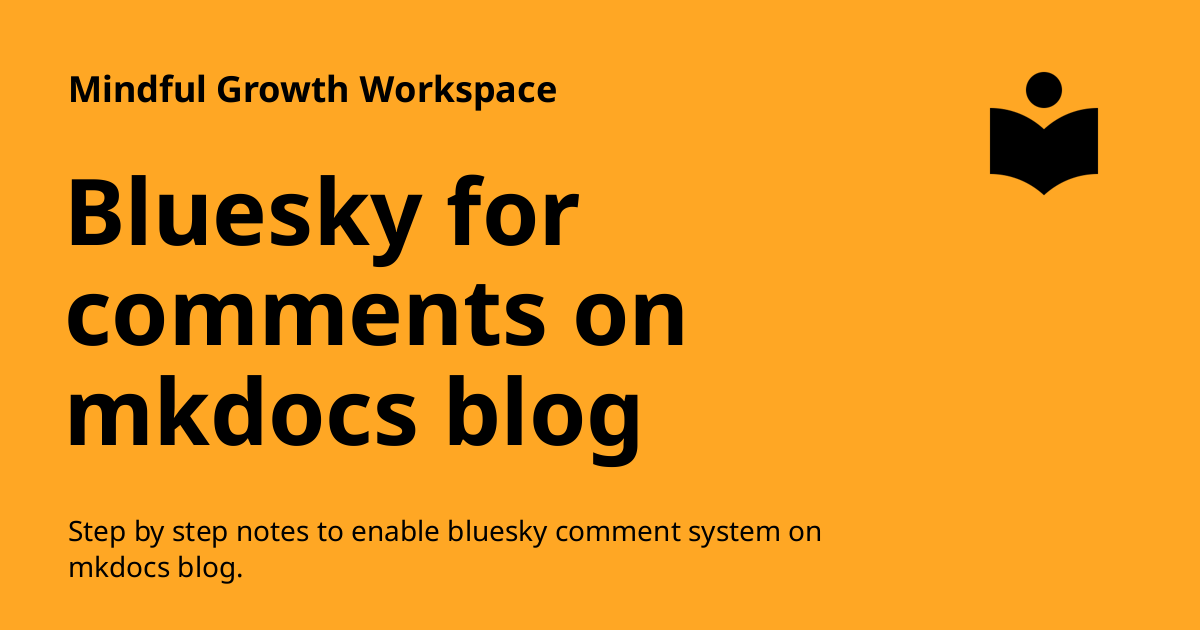 Mindful Growth Workspace
Bluesky for
comments on
mkdocs blog
Step by step notes to enable bluesky comment system on
mkdocs blog.